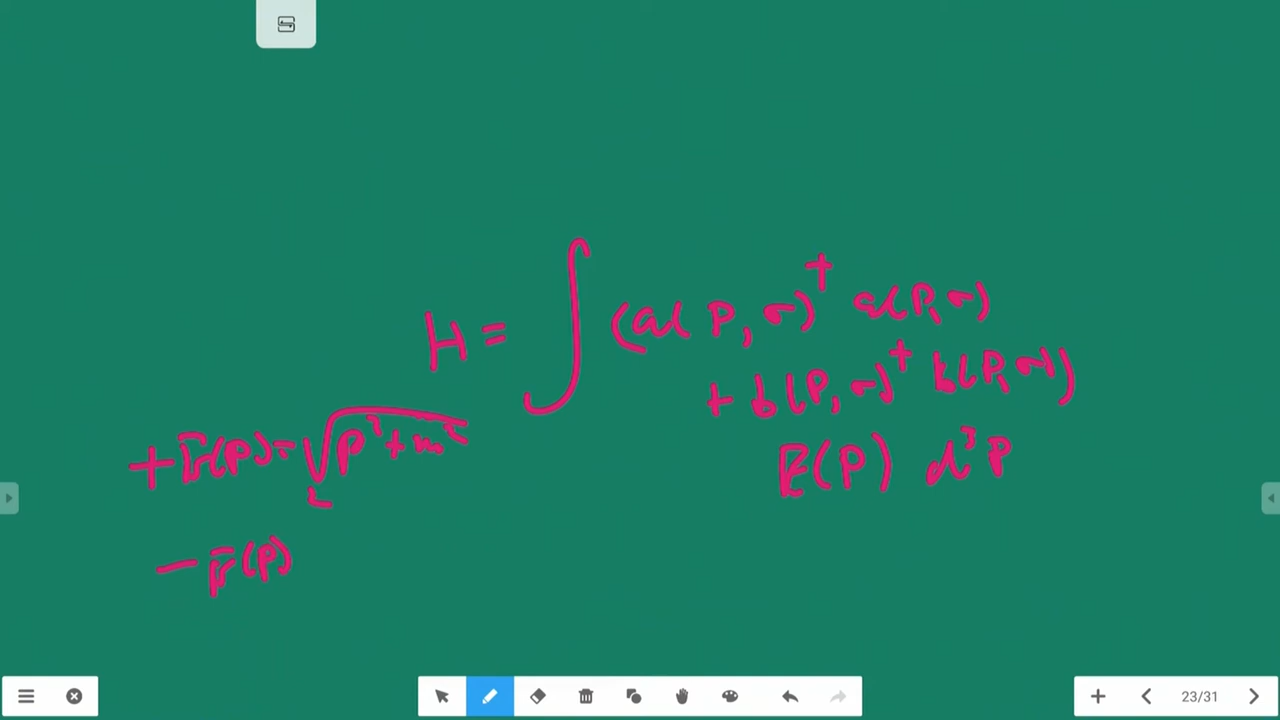 H = ∫ (a(P, σ)† a(P, σ)
+ b(P, σ)† b(P, σ))
E(P) d³P
+ E(P) = √(P² + m²)
− E(P)
23/31